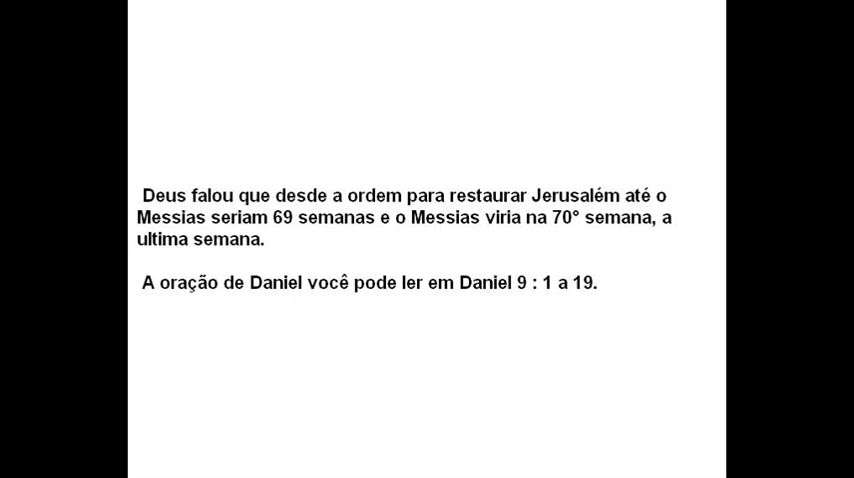 Deus falou que desde a ordem para restaurar Jerusalém até o
Messias seriam 69 semanas e o Messias viria na 70° semana, a
ultima semana.
A oração de Daniel você pode ler em Daniel 9 : 1 a 19.